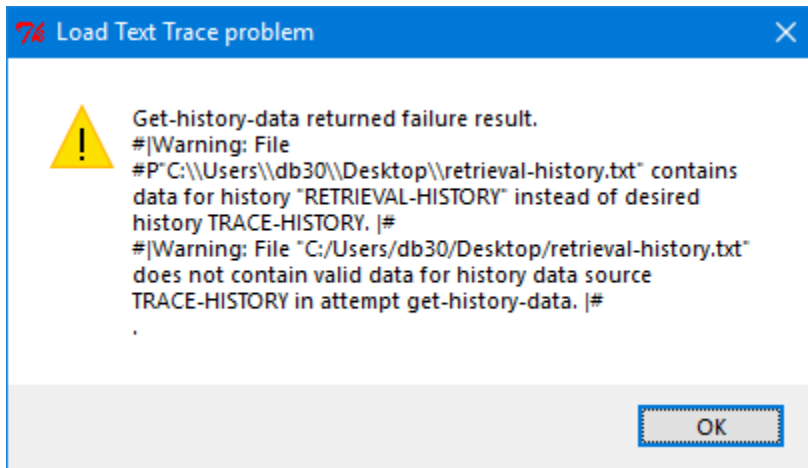 Load Text Trace problem
Get-history-data returned failure result.
#|Warning: File
#P"C:\\Users\\db30\\Desktop\\retrieval-history.txt" contains
data for history "RETRIEVAL-HISTORY" instead of desired
history TRACE-HISTORY. |#
#|Warning: File "C:/Users/db30/Desktop/retrieval-history.txt"
does not contain valid data for history data source
TRACE-HISTORY in attempt get-history-data. |#
.
OK